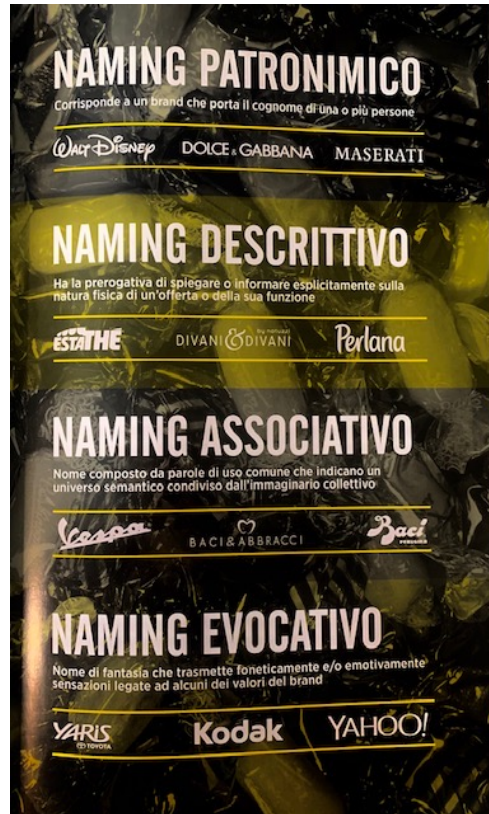 NAMING PATRONIMICO
Corrisponde a un brand che porta il cognome di una o più persone
WALT DISNEY DOLCE & GABBANA MASERATI
NAMING DESCRITTIVO
Ha la prerogativa di spiegare o informare esplicitamente sulla
natura fisica di un'offerta o della sua funzione
ESTATHE DIVANI & DIVANI by natuzzi Perlana
NAMING ASSOCIATIVO
Nome composto da parole di uso comune che indicano un
universo semantico condiviso dall'immaginario collettivo
Vespa BACI & ABBRACCI Baci PERUGINA
NAMING EVOCATIVO
Nome di fantasia che trasmette foneticamente e/o emotivamente
sensazioni legate ad alcuni dei valori del brand
YARIS TOYOTA Kodak YAHOO!